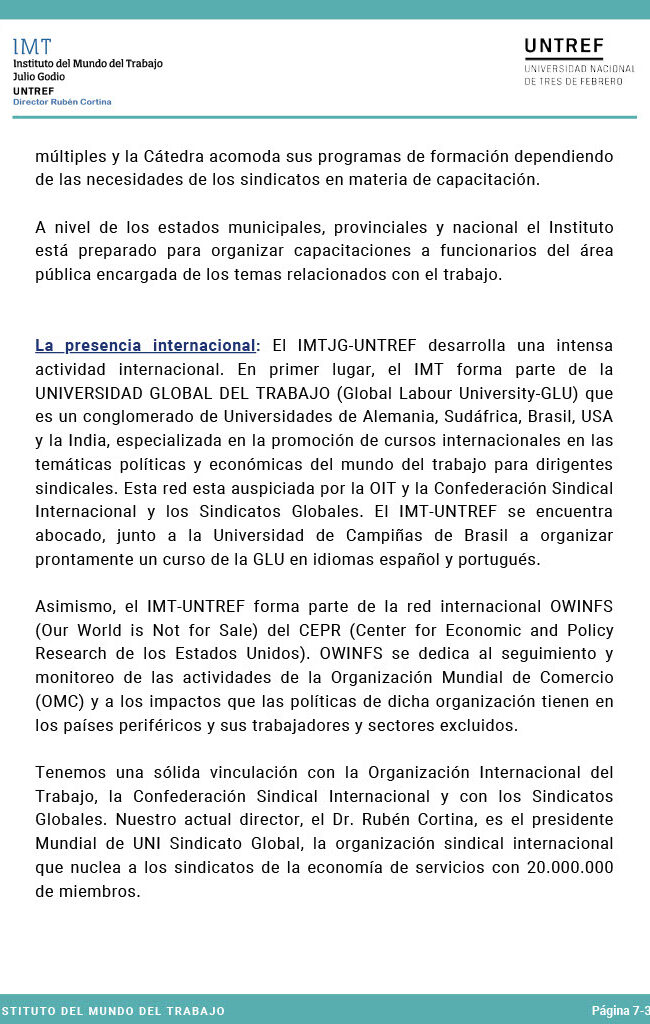 IMT
Instituto del Mundo del Trabajo
Julio Godio
UNTREF
Director Rubén Cortina
UNTREF
UNIVERSIDAD NACIONAL
DE TRES DE FEBRERO
múltiples y la Cátedra acomoda sus programas de formación dependiendo
de las necesidades de los sindicatos en materia de capacitación.
A nivel de los estados municipales, provinciales y nacional el Instituto
está preparado para organizar capacitaciones a funcionarios del área
pública encargada de los temas relacionados con el trabajo.
La presencia internacional: El IMTJG-UNTREF desarrolla una intensa
actividad internacional. En primer lugar, el IMT forma parte de la
UNIVERSIDAD GLOBAL DEL TRABAJO (Global Labour University-GLU) que
es un conglomerado de Universidades de Alemania, Sudáfrica, Brasil, USA
y la India, especializada en la promoción de cursos internacionales en las
temáticas políticas y económicas del mundo del trabajo para dirigentes
sindicales. Esta red esta auspiciada por la OIT y la Confederación Sindical
Internacional y los Sindicatos Globales. El IMT-UNTREF se encuentra
abocado, junto a la Universidad de Campiñas de Brasil a organizar
prontamente un curso de la GLU en idiomas español y portugués.
Asimismo, el IMT-UNTREF forma parte de la red internacional OWINFS
(Our World is Not for Sale) del CEPR (Center for Economic and Policy
Research de los Estados Unidos). OWINFS se dedica al seguimiento y
monitoreo de las actividades de la Organización Mundial de Comercio
(OMC) y a los impactos que las políticas de dicha organización tienen en
los países periféricos y sus trabajadores y sectores excluidos.
Tenemos una sólida vinculación con la Organización Internacional del
Trabajo, la Confederación Sindical Internacional y con los Sindicatos
Globales. Nuestro actual director, el Dr. Rubén Cortina, es el presidente
Mundial de UNI Sindicato Global, la organización sindical internacional
que nuclea a los sindicatos de la economía de servicios con 20.000.000
de miembros.
STITUTO DEL MUNDO DEL TRABAJO
Página 7-3